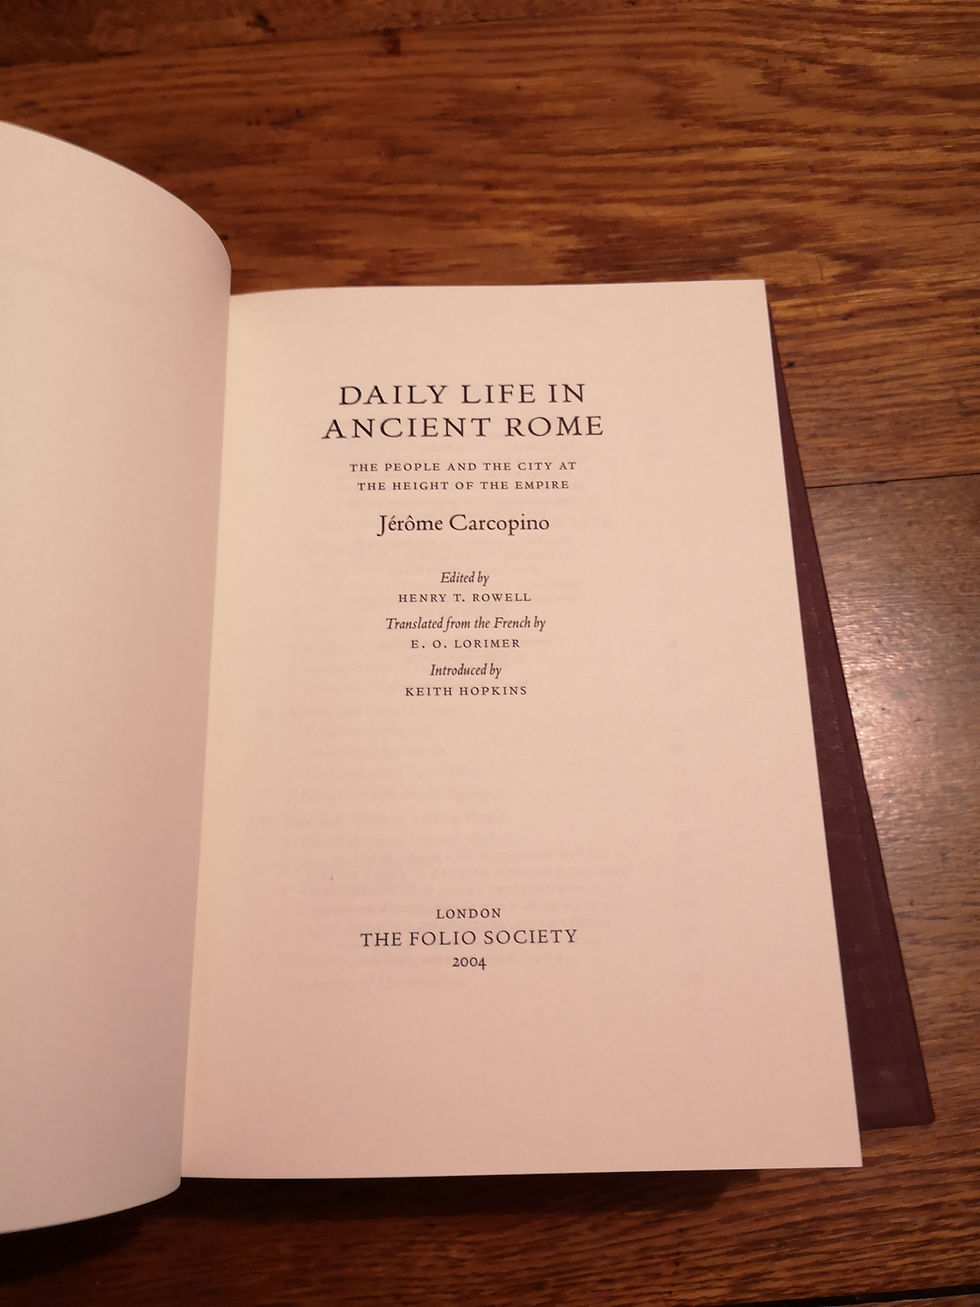 DAILY LIFE IN
ANCIENT ROME
THE PEOPLE AND THE CITY AT
THE HEIGHT OF THE EMPIRE
Jérôme Carcopino
Edited by
HENRY T. ROWELL
Translated from the French by
E. O. LORIMER
Introduced by
KEITH HOPKINS
LONDON
THE FOLIO SOCIETY
2004